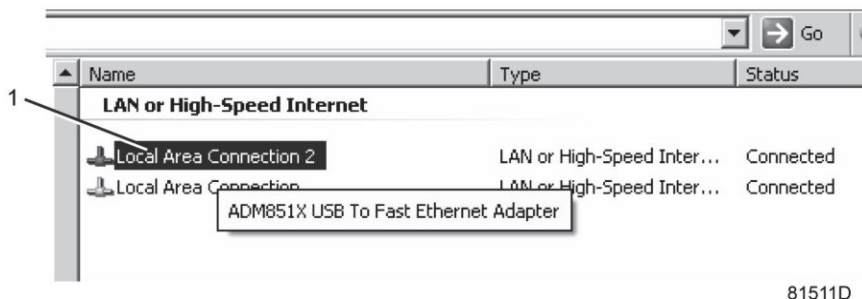 Go
Name Type Status
1
LAN or High-Speed Internet
Local Area Connection 2 LAN or High-Speed Inter... Connected
Local Area Connection LAN or High-Speed Inter... Connected
ADM851X USB To Fast Ethernet Adapter
81511D